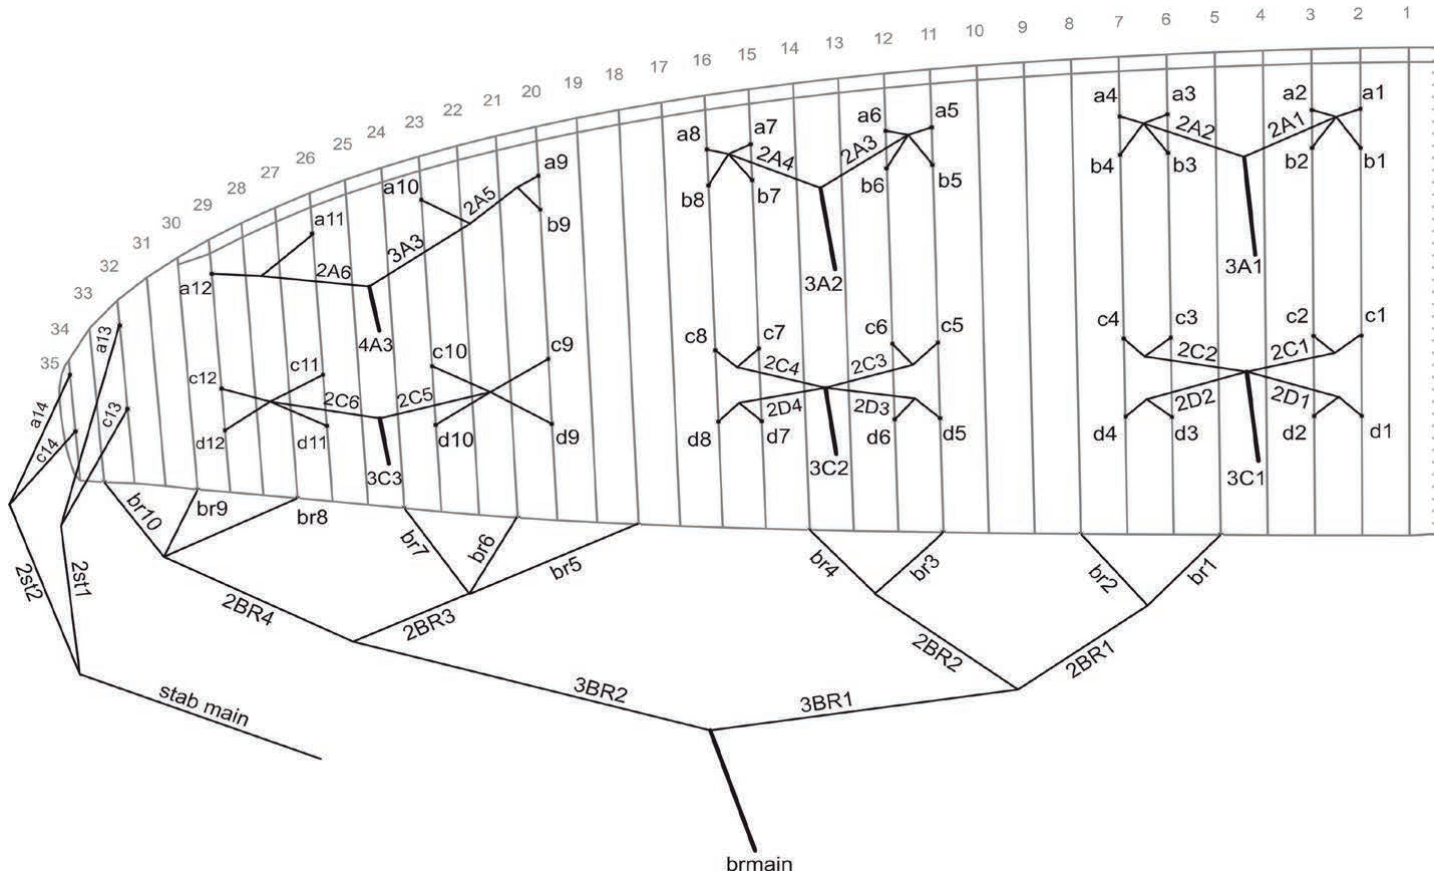 35 34 33 32 31 30 29 28 27 26 25 24 23 22 21 20 19 18 17 16 15 14 13 12 11 10 9 8 7 6 5 4 3 2 1
a12 a11 a10 a9
2A6 3A3 2A5 b9
4A3
a8 a7 a6 a5
2A4 2A3
b8 b7 b6 b5
3A2
a4 a3 a2 a1
2A2 2A1
b4 b3 b2 b1
3A1
a14 a13
c14 c13
c12 c11 c10 c9
2C6 2C5
d12 d11 d10 d9
3C3
c8 c7 c6 c5
2C4 2C3
2D4 2D3
d8 d7 d6 d5
3C2
c4 c3 c2 c1
2C2 2C1
2D2 2D1
d4 d3 d2 d1
3C1
br10 br9 br8 br7 br6 br5 br4 br3 br2 br1
2st2 2st1
2BR4 2BR3 2BR2 2BR1
stab main
3BR2 3BR1
brmain